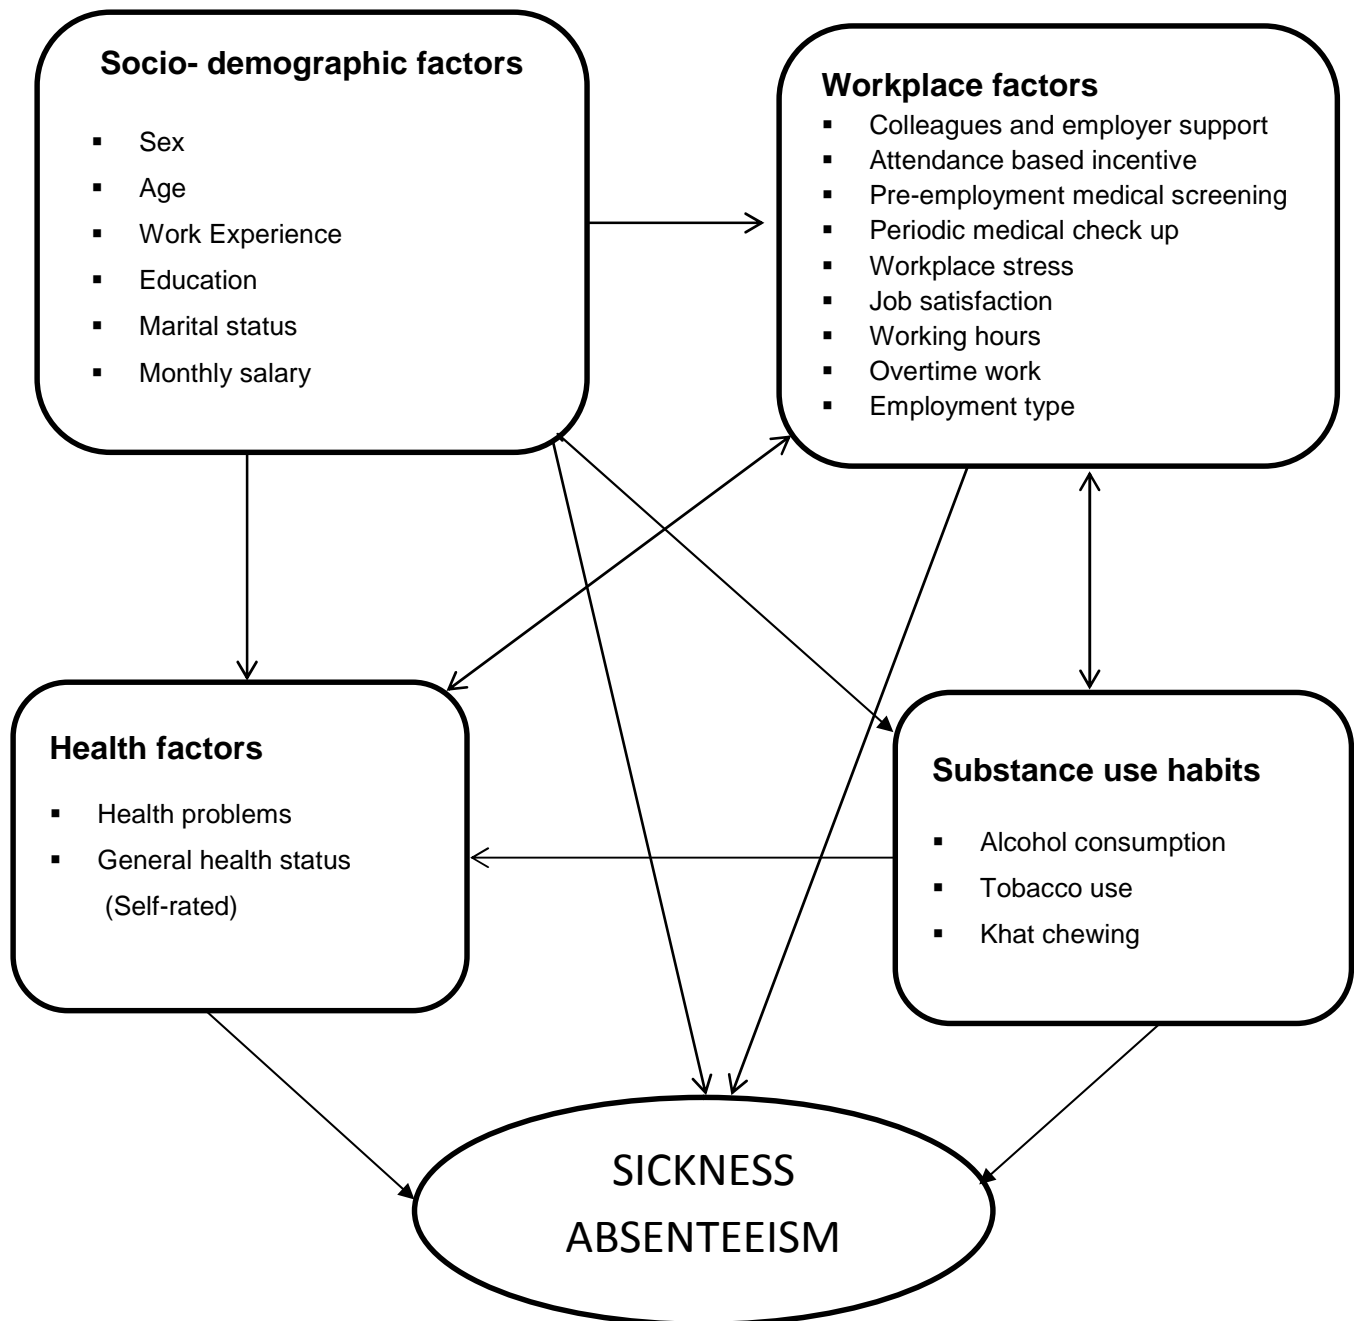 Socio- demographic factors
▪ Sex
▪ Age
▪ Work Experience
▪ Education
▪ Marital status
▪ Monthly salary
Workplace factors
▪ Colleagues and employer support
▪ Attendance based incentive
▪ Pre-employment medical screening
▪ Periodic medical check up
▪ Workplace stress
▪ Job satisfaction
▪ Working hours
▪ Overtime work
▪ Employment type
Health factors
▪ Health problems
▪ General health status
(Self-rated)
Substance use habits
▪ Alcohol consumption
▪ Tobacco use
▪ Khat chewing
SICKNESS
ABSENTEEISM